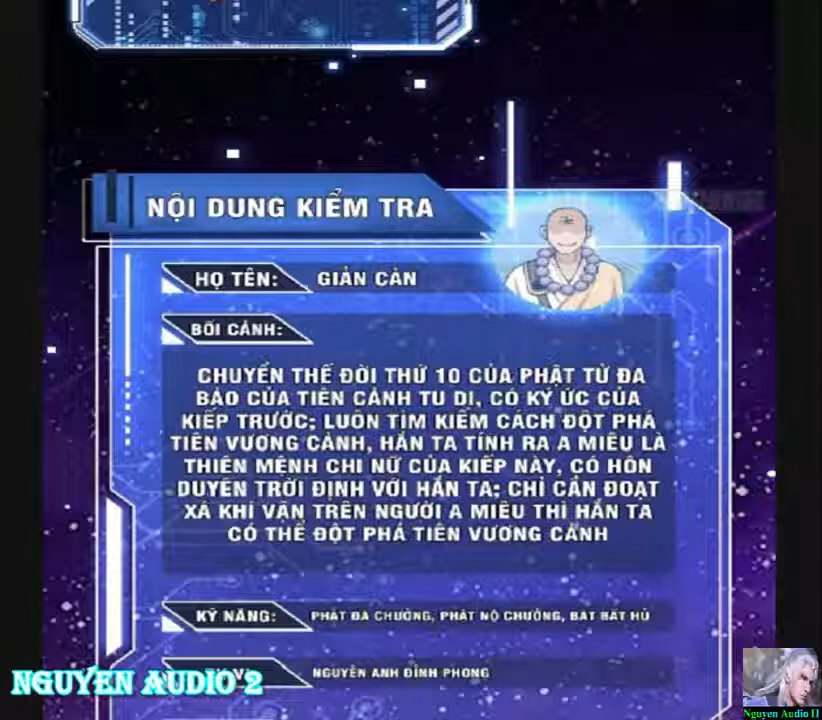 NỘI DUNG KIỂM TRA
HỌ TÊN: GIẢN CẢN
BỐI CẢNH:
CHUYỂN THẾ ĐỜI THỨ 10 CỦA PHẬT TỬ ĐA
BẢO CỦA TIÊN CẢNH TU DI, CÓ KÝ ỨC CỦA
KIẾP TRƯỚC; LUÔN TÌM KIẾM CÁCH ĐỘT PHÁ
TIÊN VƯƠNG CẢNH, HẮN TA TÍNH RA A MIÊU LÀ
THIÊN MỆNH CHI NỮ CỦA KIẾP NÀY, CÓ HÔN
DUYÊN TRỜI ĐỊNH VỚI HẮN TA; CHỈ CẦN ĐOẠT
XÁ KHÍ VẬN TRÊN NGƯỜI A MIÊU THÌ HẮN TA
CÓ THỂ ĐỘT PHÁ TIÊN VƯƠNG CẢNH
KỸ NĂNG: PHẬT ĐÀ CHƯỞNG, PHẬT NỘ CHƯỞNG, BÁT BẤT HỦ
NGUYÊN ANH ĐỈNH PHONG
NGUYEN AUDIO 2
Nguyen Audio II